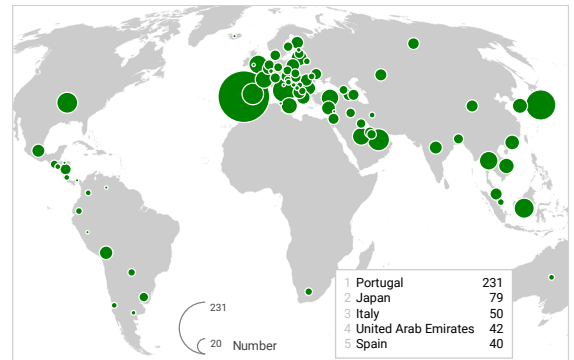 231
20 Number
1 Portugal 231
2 Japan 79
3 Italy 50
4 United Arab Emirates 42
5 Spain 40